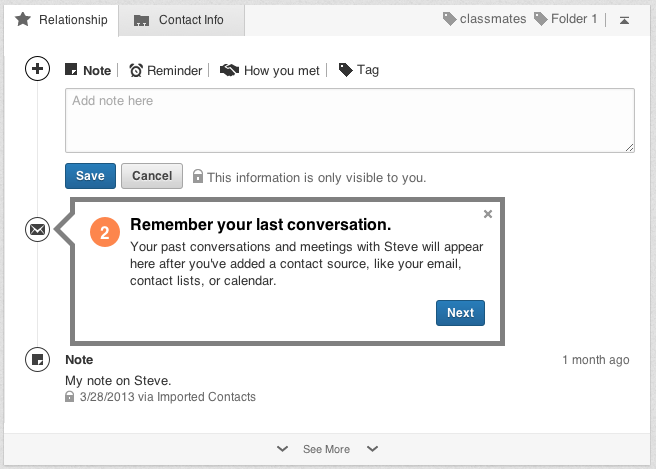 Relationship Contact Info classmates Folder 1
Note Reminder How you met Tag
Add note here
Save Cancel This information is only visible to you.
2 Remember your last conversation.
Your past conversations and meetings with Steve will appear
here after you've added a contact source, like your email,
contact lists, or calendar.
Next
Note 1 month ago
My note on Steve.
3/28/2013 via Imported Contacts
See More